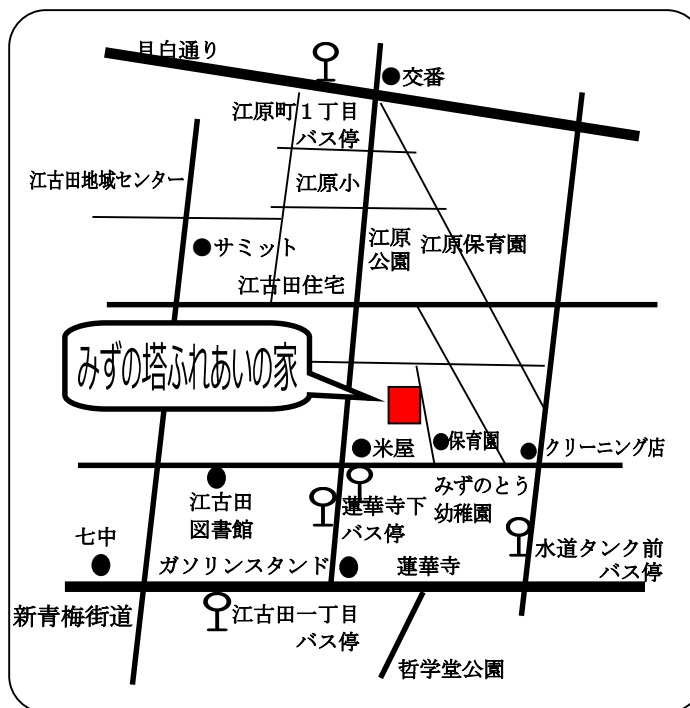 目白通り
交番
江原町１丁目
バス停
江古田地域センター
江原小
サミット
江原
公園
江原保育園
江古田住宅
みずの塔ふれあいの家
米屋
保育園
クリーニング店
江古田
図書館
蓮華寺下
バス停
みずのとう
幼稚園
七中
ガソリンスタンド
蓮華寺
水道タンク前
バス停
新青梅街道
江古田一丁目
バス停
哲学堂公園